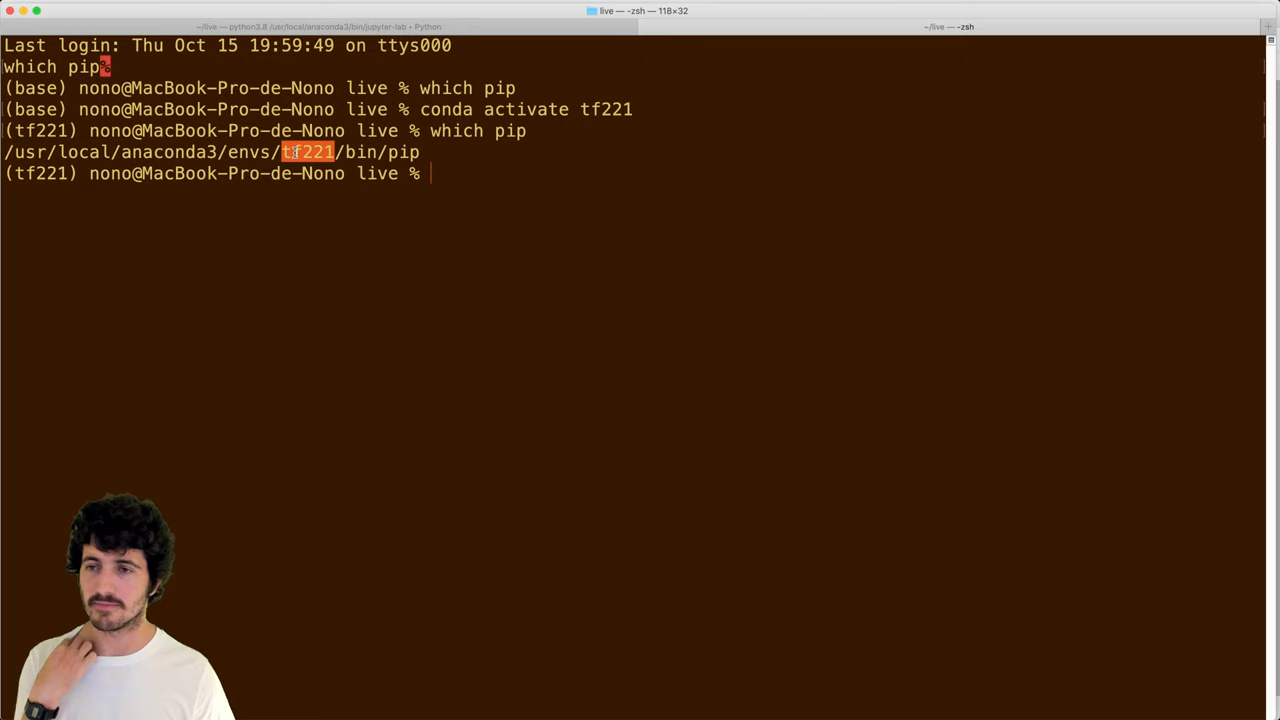 live — -zsh — 118×32
~/live — python3.8 /usr/local/anaconda3/bin/jupyter-lab • Python
~/live — -zsh
Last login: Thu Oct 15 19:59:49 on ttys000
which pip%
(base) nono@MacBook-Pro-de-Nono live % which pip
(base) nono@MacBook-Pro-de-Nono live % conda activate tf221
(tf221) nono@MacBook-Pro-de-Nono live % which pip
/usr/local/anaconda3/envs/tf221/bin/pip
(tf221) nono@MacBook-Pro-de-Nono live %